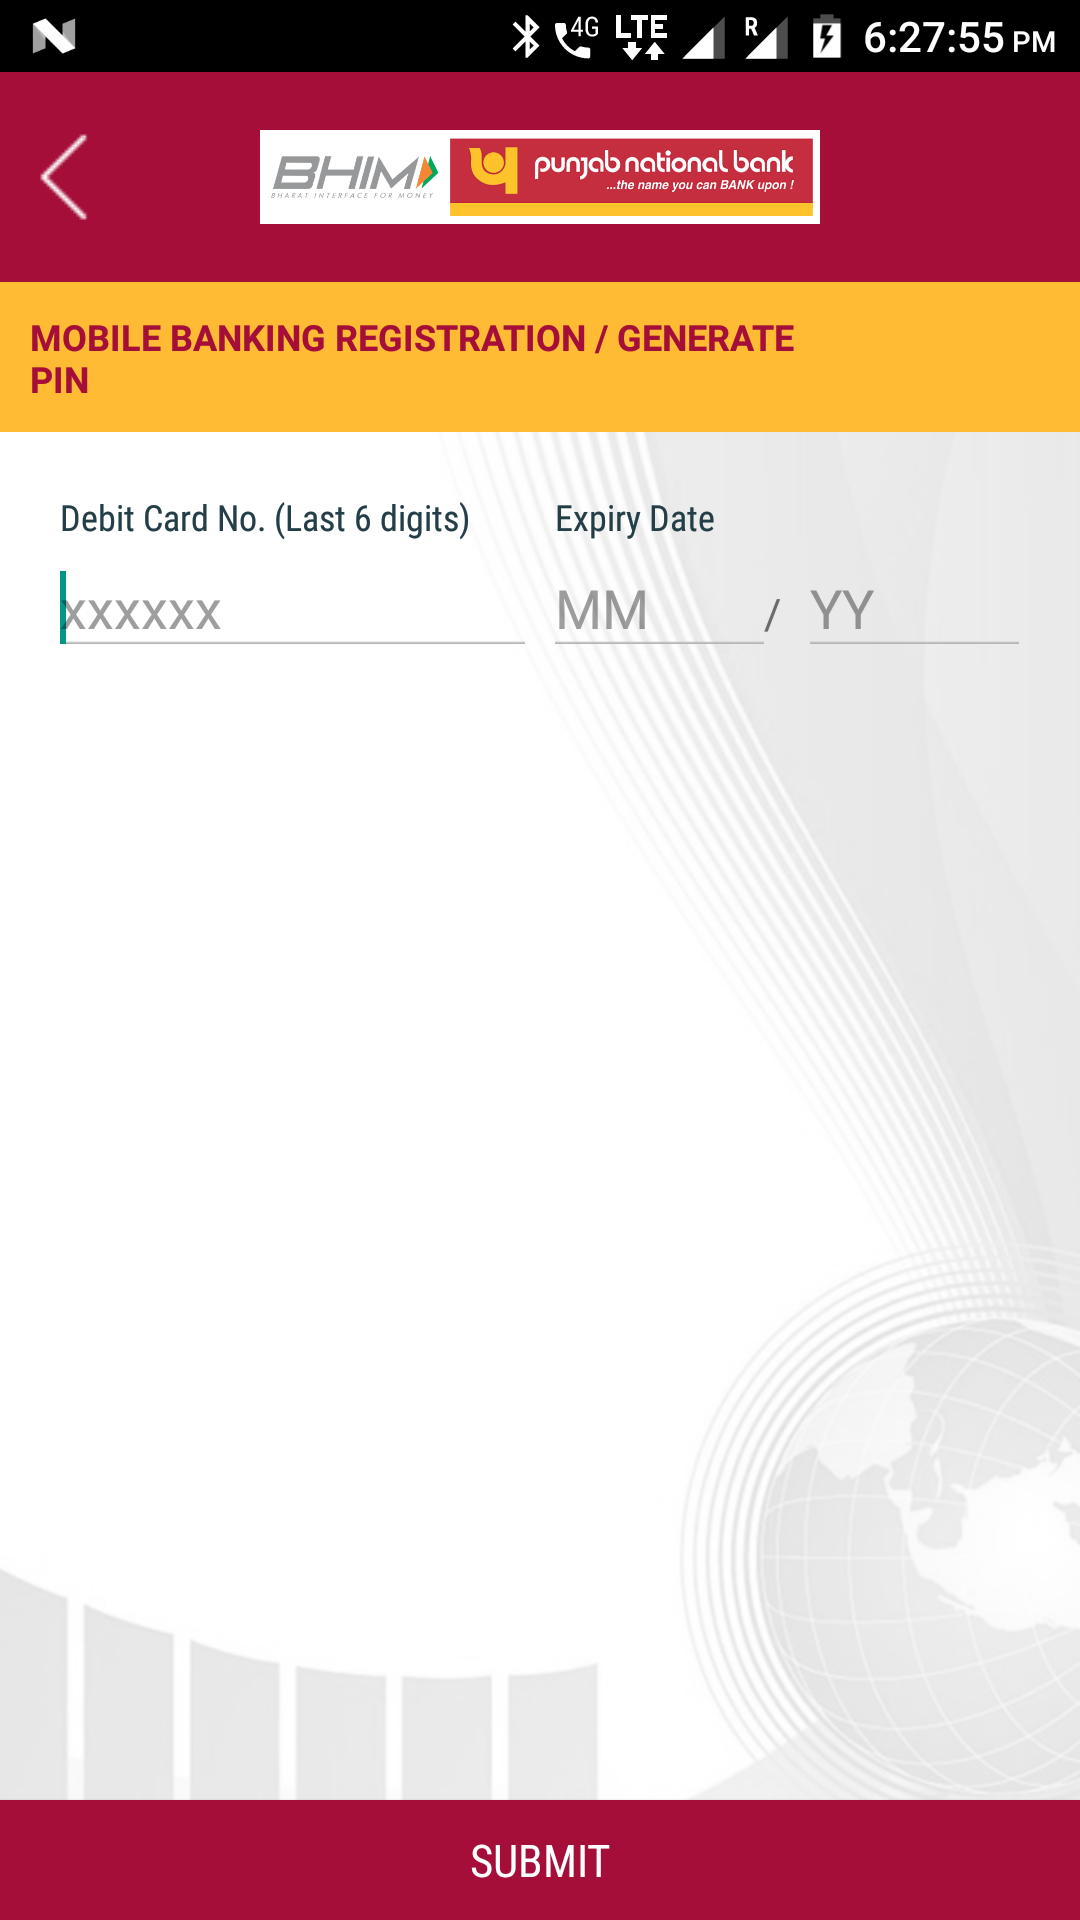 4G LTE R 6:27:55 PM
BHIM punjab national bank
BHARAT INTERFACE FOR MONEY ...the name you can BANK upon !
MOBILE BANKING REGISTRATION / GENERATE
PIN
Debit Card No. (Last 6 digits) Expiry Date
xxxxxx MM / YY
SUBMIT